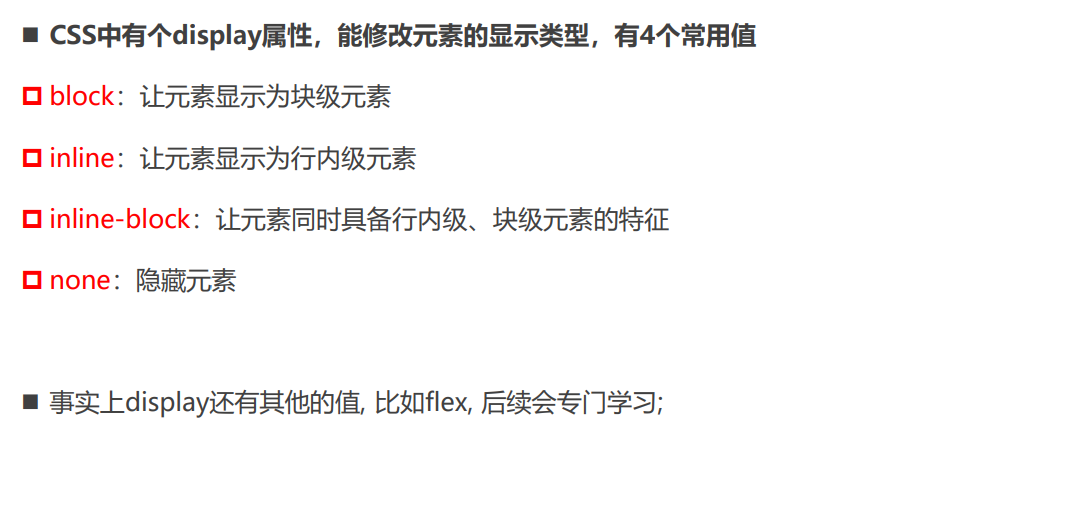 CSS中有个display属性，能修改元素的显示类型，有4个常用值
block：让元素显示为块级元素
inline：让元素显示为行内级元素
inline-block：让元素同时具备行内级、块级元素的特征
none：隐藏元素
事实上display还有其他的值, 比如flex, 后续会专门学习;